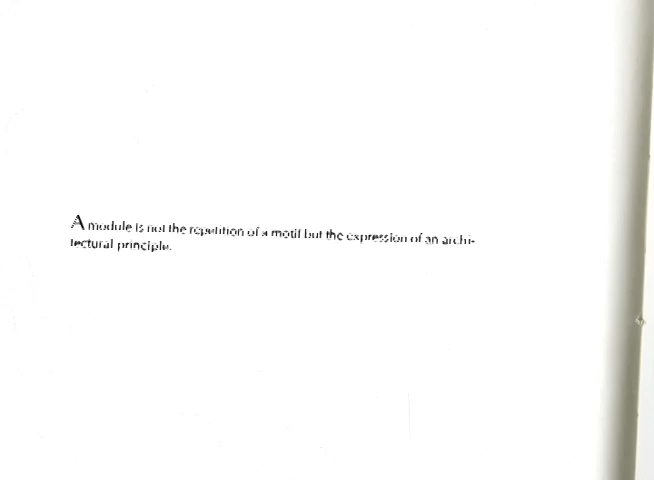 A module is not the repetition of a motif but the expression of an archi-
tectural principle.